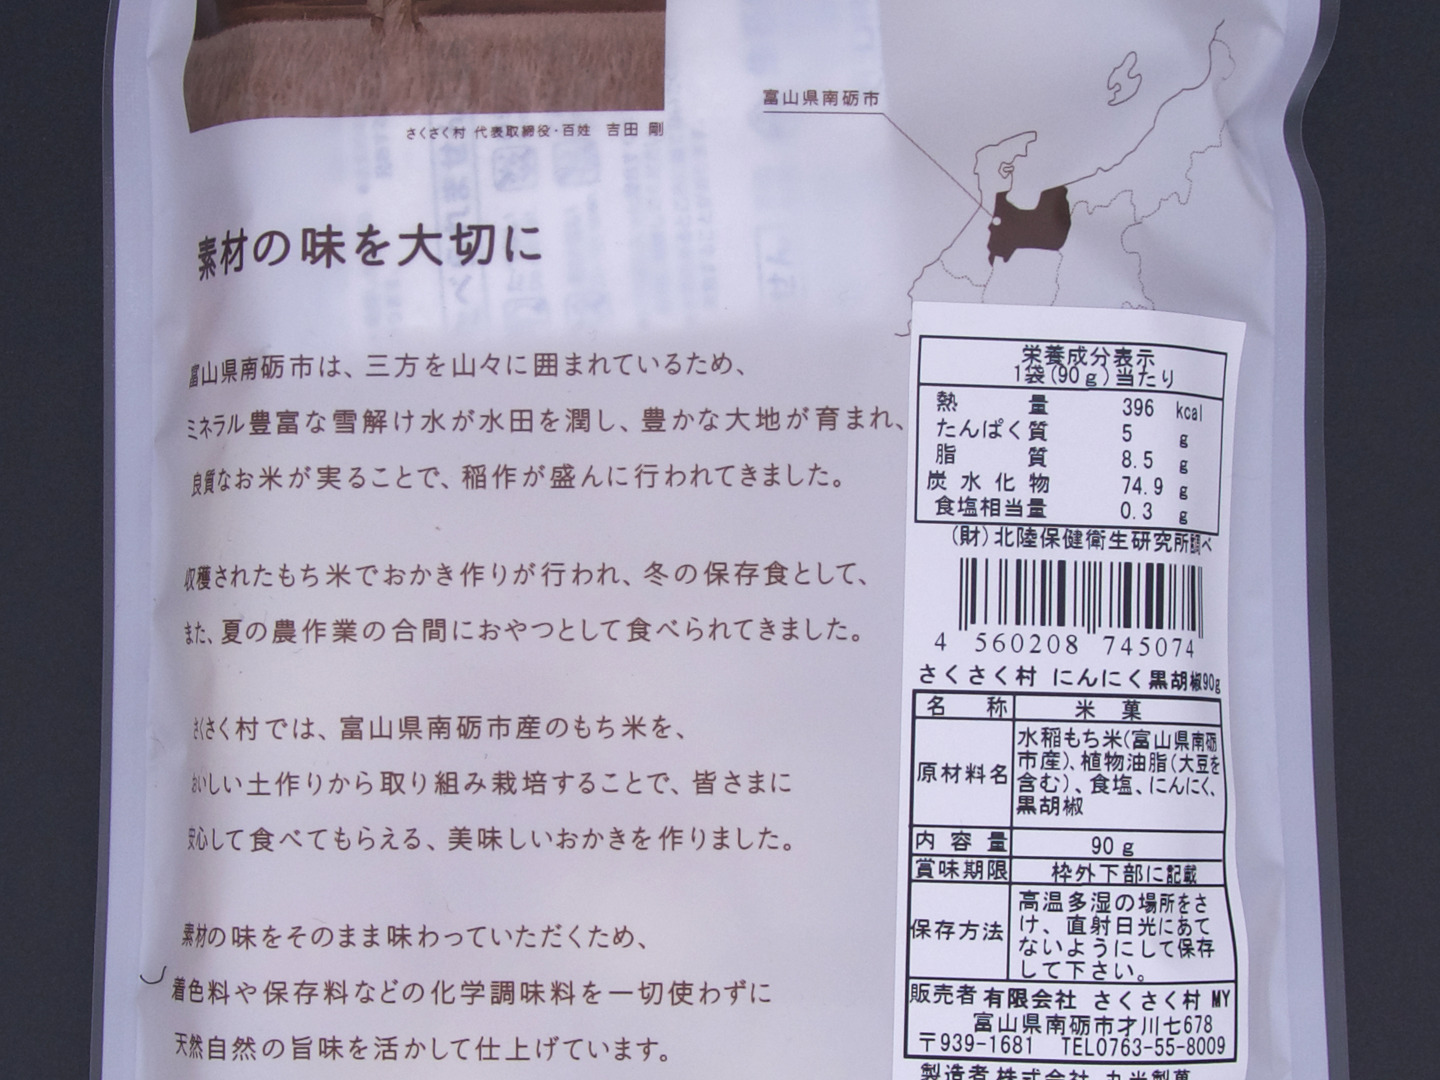 富山県南砺市
さくさく村 代表取締役・百姓 吉田 剛
素材の味を大切に
富山県南砺市は、三方を山々に囲まれているため、
ミネラル豊富な雪解け水が水田を潤し、豊かな大地が育まれ、
良質なお米が実ることで、稲作が盛んに行われてきました。
収穫されたもち米でおかき作りが行われ、冬の保存食として、
また、夏の農作業の合間におやつとして食べられてきました。
さくさく村では、富山県南砺市産のもち米を、
おいしい土作りから取り組み栽培することで、皆さまに
安心して食べてもらえる、美味しいおかきを作りました。
素材の味をそのまま味わっていただくため、
着色料や保存料などの化学調味料を一切使わずに
天然自然の旨味を活かして仕上げています。
栄養成分表示
1袋(90g)当たり
熱量 396 kcal
たんぱく質 5 g
脂質 8.5 g
炭水化物 74.9 g
食塩相当量 0.3 g
(財)北陸保健衛生研究所調べ
4 560208 745074
さくさく村 にんにく黒胡椒90g
名称 米菓
原材料名 水稲もち米(富山県南砺
市産)、植物油脂(大豆を
含む)、食塩、にんにく、
黒胡椒
内容量 90g
賞味期限 枠外下部に記載
保存方法 高温多湿の場所をさ
け、直射日光にあて
ないようにして保存
して下さい。
販売者 有限会社 さくさく村 MY
富山県南砺市才川七678
〒939-1681 TEL0763-55-8009
製造者 株式会社 丸米製菓